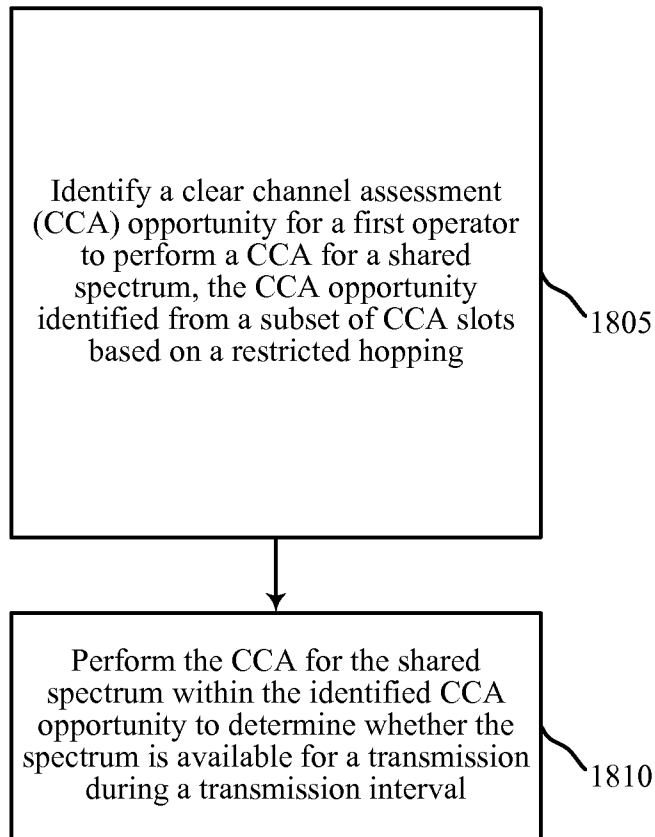 Identify a clear channel assessment
(CCA) opportunity for a first operator
to perform a CCA for a shared
spectrum, the CCA opportunity
identified from a subset of CCA slots
based on a restricted hopping
1805
Perform the CCA for the shared
spectrum within the identified CCA
opportunity to determine whether the
spectrum is available for a transmission
during a transmission interval
1810